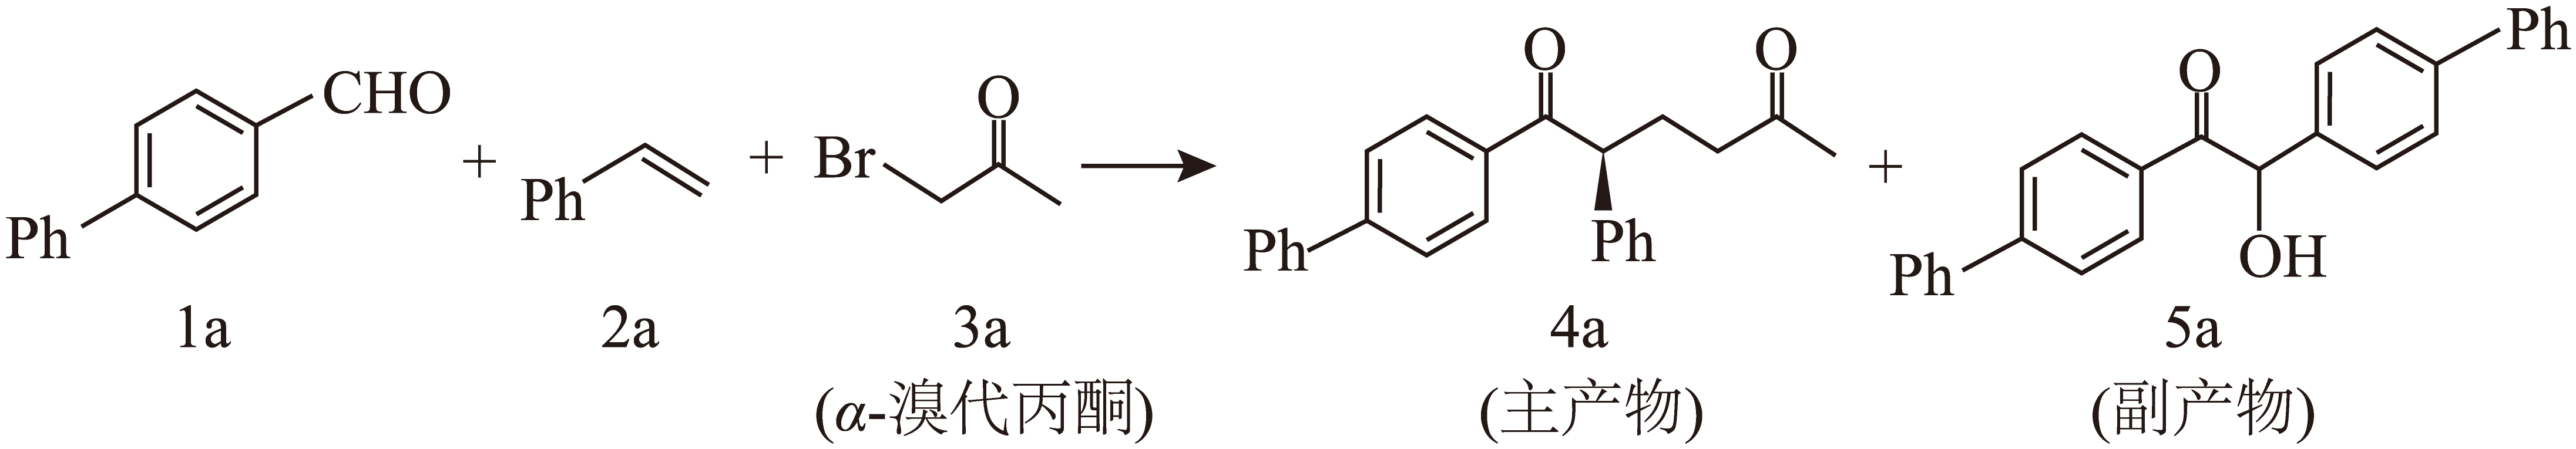 CHO + Ph + Br O → O O Ph + O OH Ph
Ph Ph Ph
1a 2a 3a 4a 5a
(α-溴代丙酮) (主产物) (副产物)